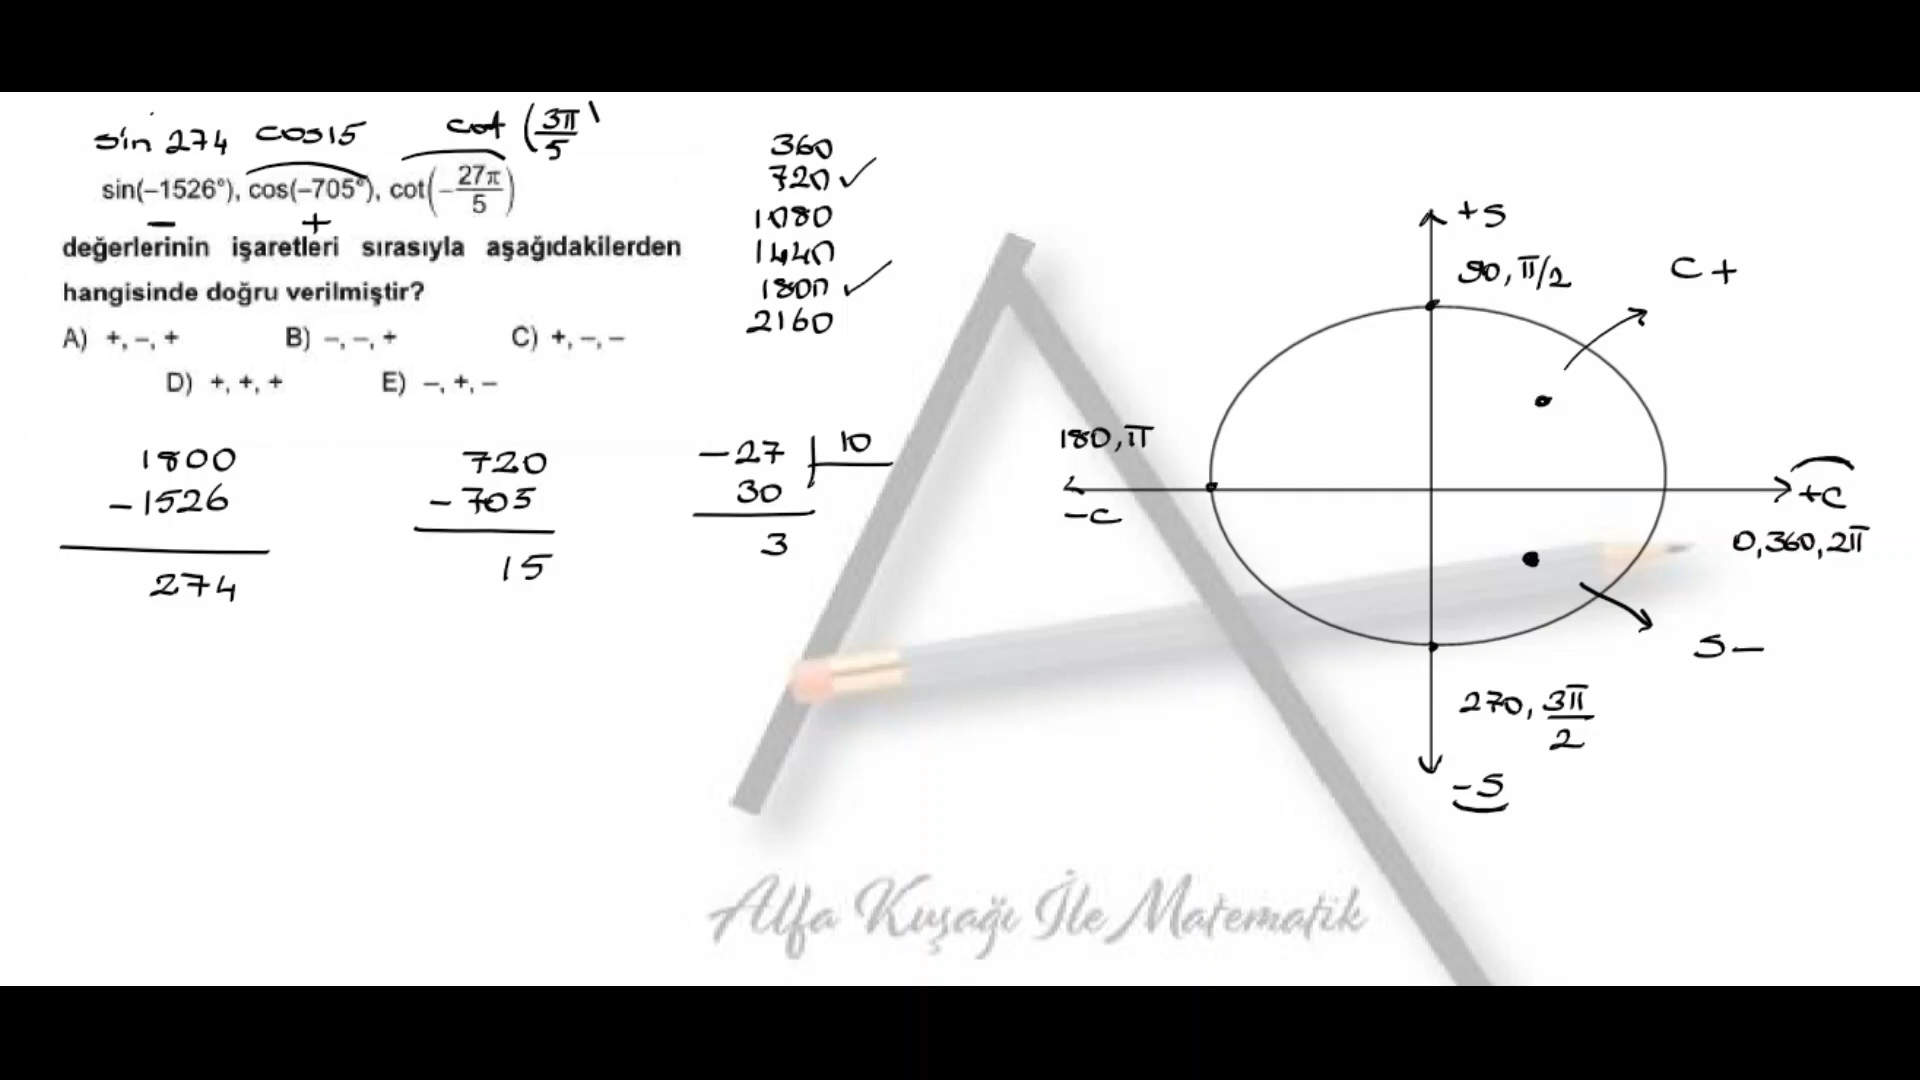 sin 274 cos15 cot (3π/5)
sin(−1526°), cos(−705°), cot(−27π/5)
− +
değerlerinin işaretleri sırasıyla aşağıdakilerden
hangisinde doğru verilmiştir?
A) +, −, + B) −, −, + C) +, −, −
D) +, +, + E) −, +, −
360
720 ✓
1080
1440
1800 ✓
2160
1800
−1526
274
720
−705
15
−27 | 10
30
3
+S
90, π/2
C +
180, π
−C
+C
0, 360, 2π
S −
270, 3π/2
−S
Alfa Kuşağı İle Matematik